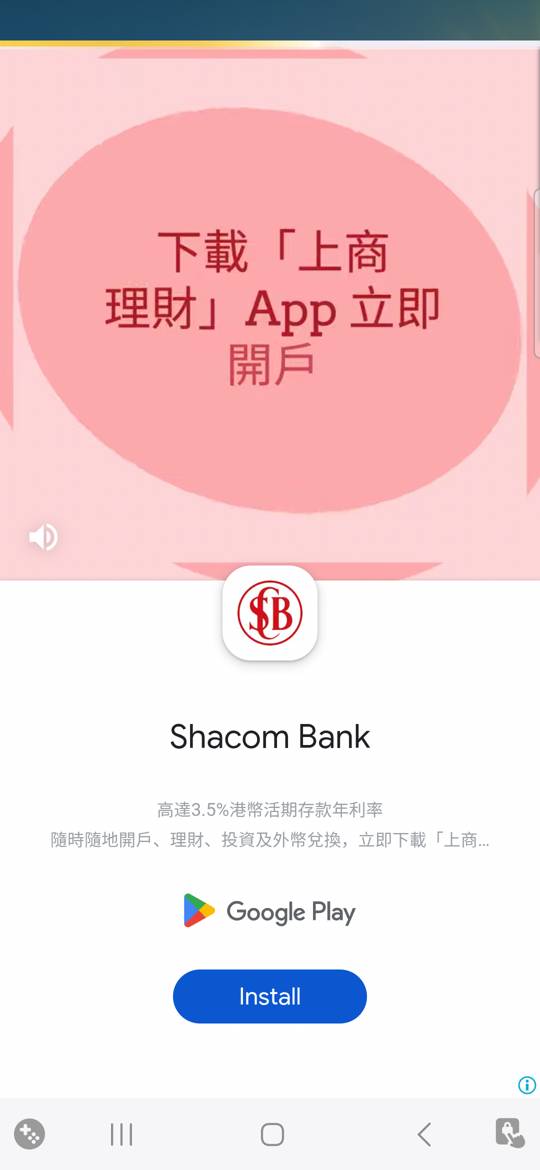 下載「上商
理財」App 立即
開戶
SCSB
Shacom Bank
高達3.5%港幣活期存款年利率
隨時隨地開戶、理財、投資及外幣兌換，立即下載「上商...
Google Play
Install